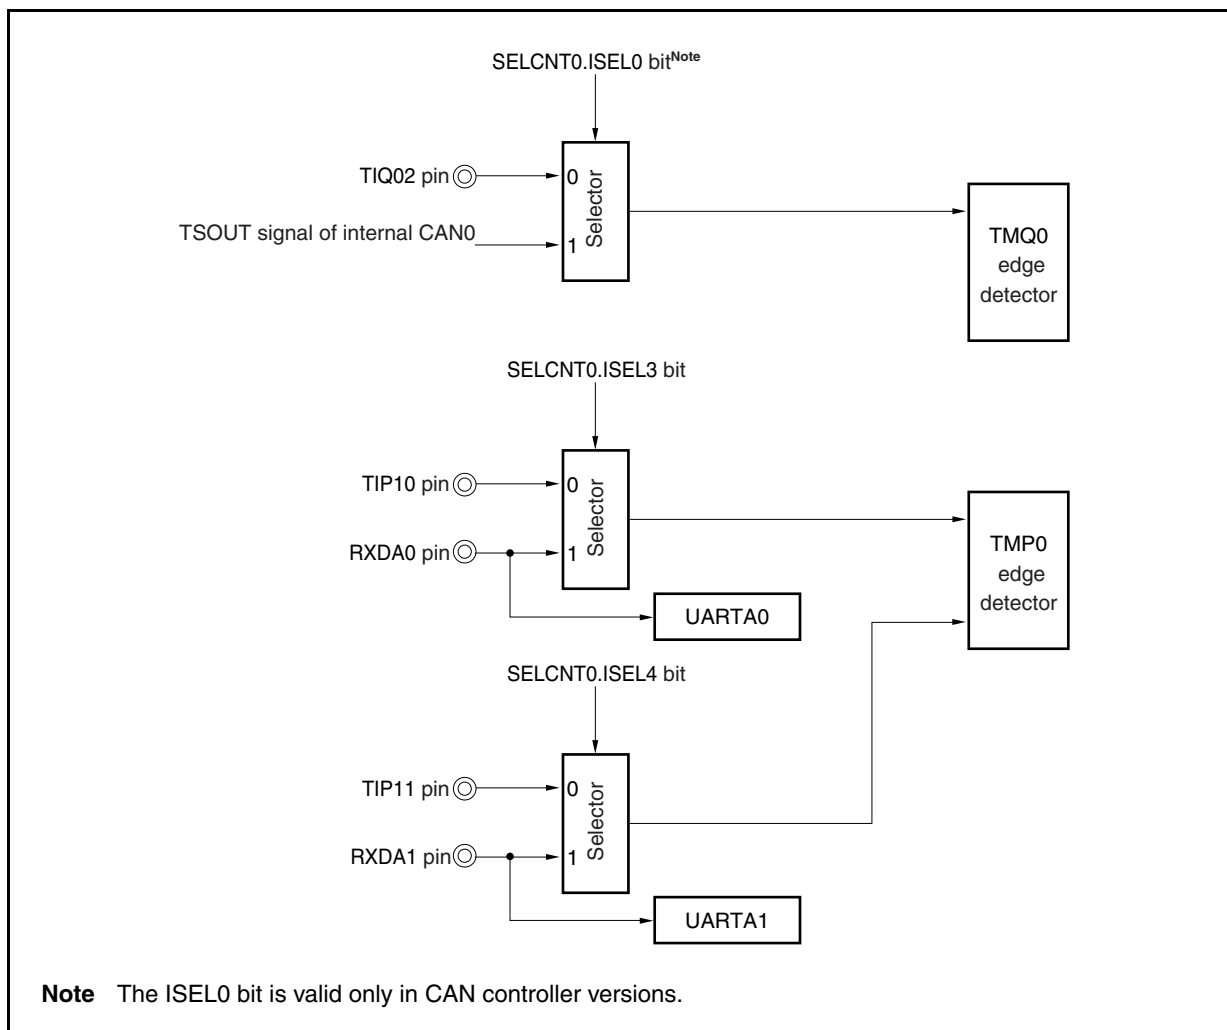 SELCNT0.ISEL0 bitNote
TIQ02 pin
0
TSOUT signal of internal CAN0
1
Selector
TMQ0
edge
detector
SELCNT0.ISEL3 bit
TIP10 pin
0
RXDA0 pin
1
Selector
TMP0
edge
detector
UARTA0
SELCNT0.ISEL4 bit
TIP11 pin
0
RXDA1 pin
1
Selector
UARTA1
Note The ISEL0 bit is valid only in CAN controller versions.